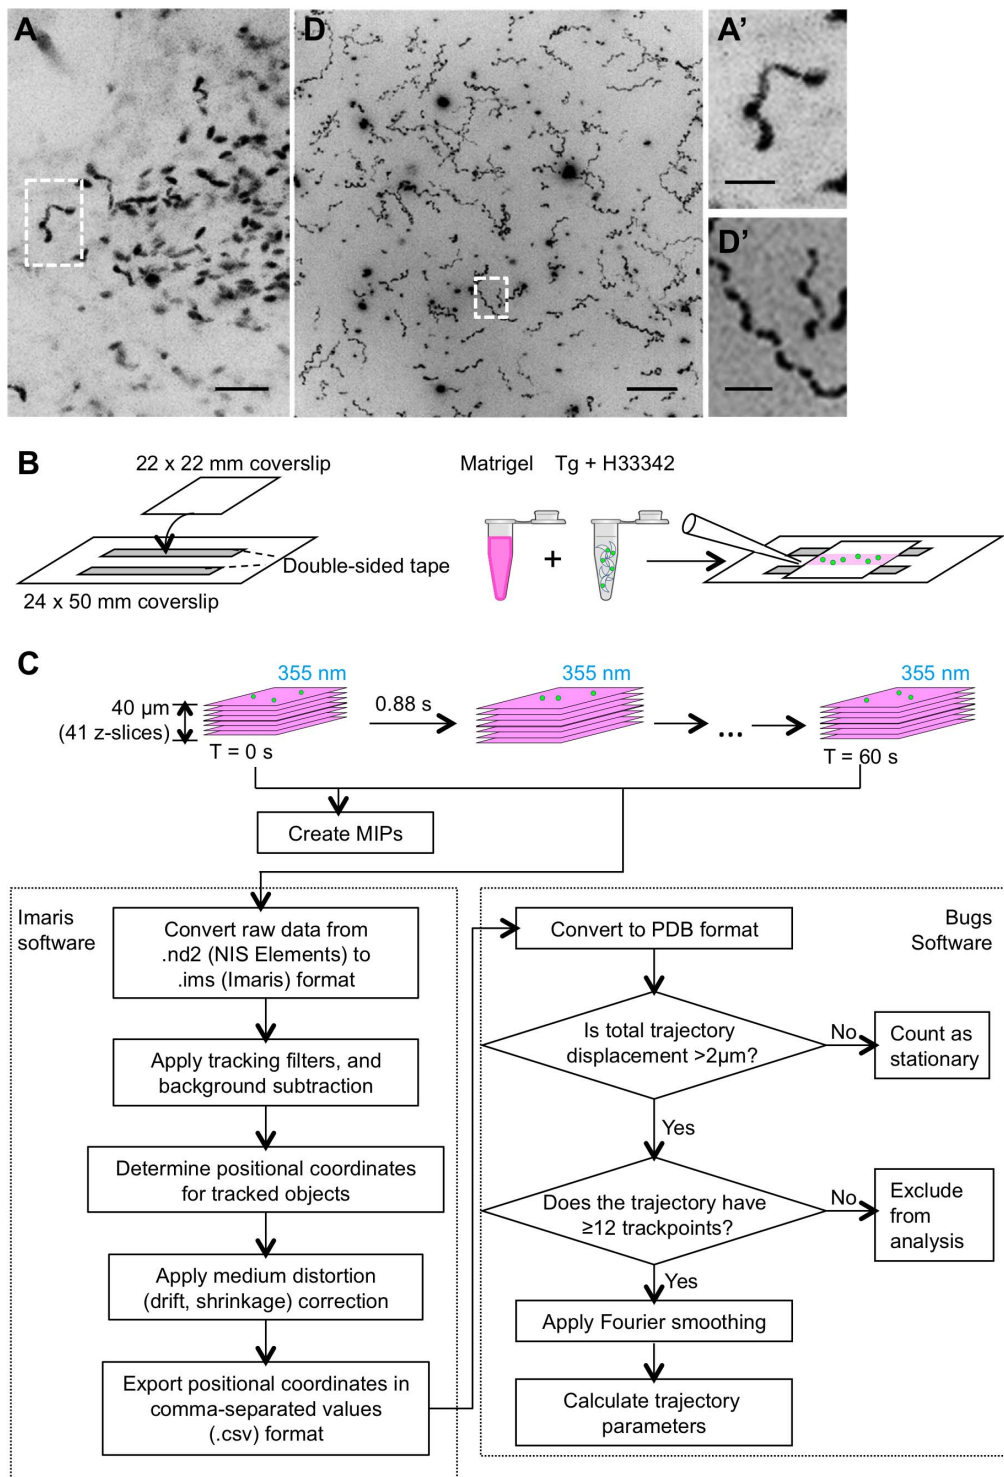 A
D
A’
D’
B
22 x 22 mm coverslip
Double-sided tape
24 x 50 mm coverslip
Matrigel
Tg + H33342
+
C
355 nm
355 nm
355 nm
40 µm
(41 z-slices)
0.88 s
...
T = 0 s
T = 60 s
Create MIPs
Imaris
software
Convert raw data from
.nd2 (NIS Elements) to
.ims (Imaris) format
Apply tracking filters, and
background subtraction
Determine positional coordinates
for tracked objects
Apply medium distortion
(drift, shrinkage) correction
Export positional coordinates in
comma-separated values
(.csv) format
Bugs
Software
Convert to PDB format
Is total trajectory
displacement >2µm?
No
Count as
stationary
Yes
Does the trajectory have
≥12 trackpoints?
No
Exclude
from
analysis
Yes
Apply Fourier smoothing
Calculate trajectory
parameters